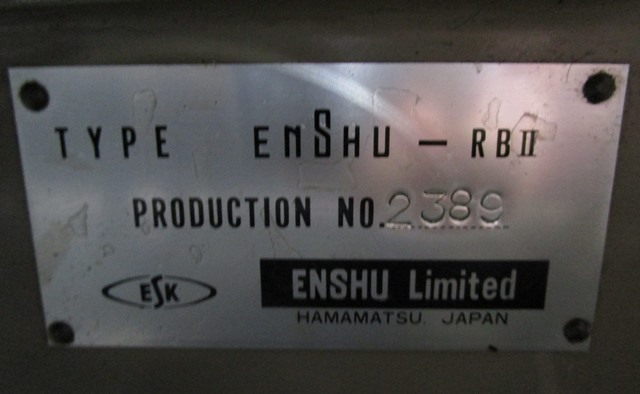 TYPE ENSHU - RBII
PRODUCTION NO. 2389
ESK
ENSHU Limited
HAMAMATSU. JAPAN